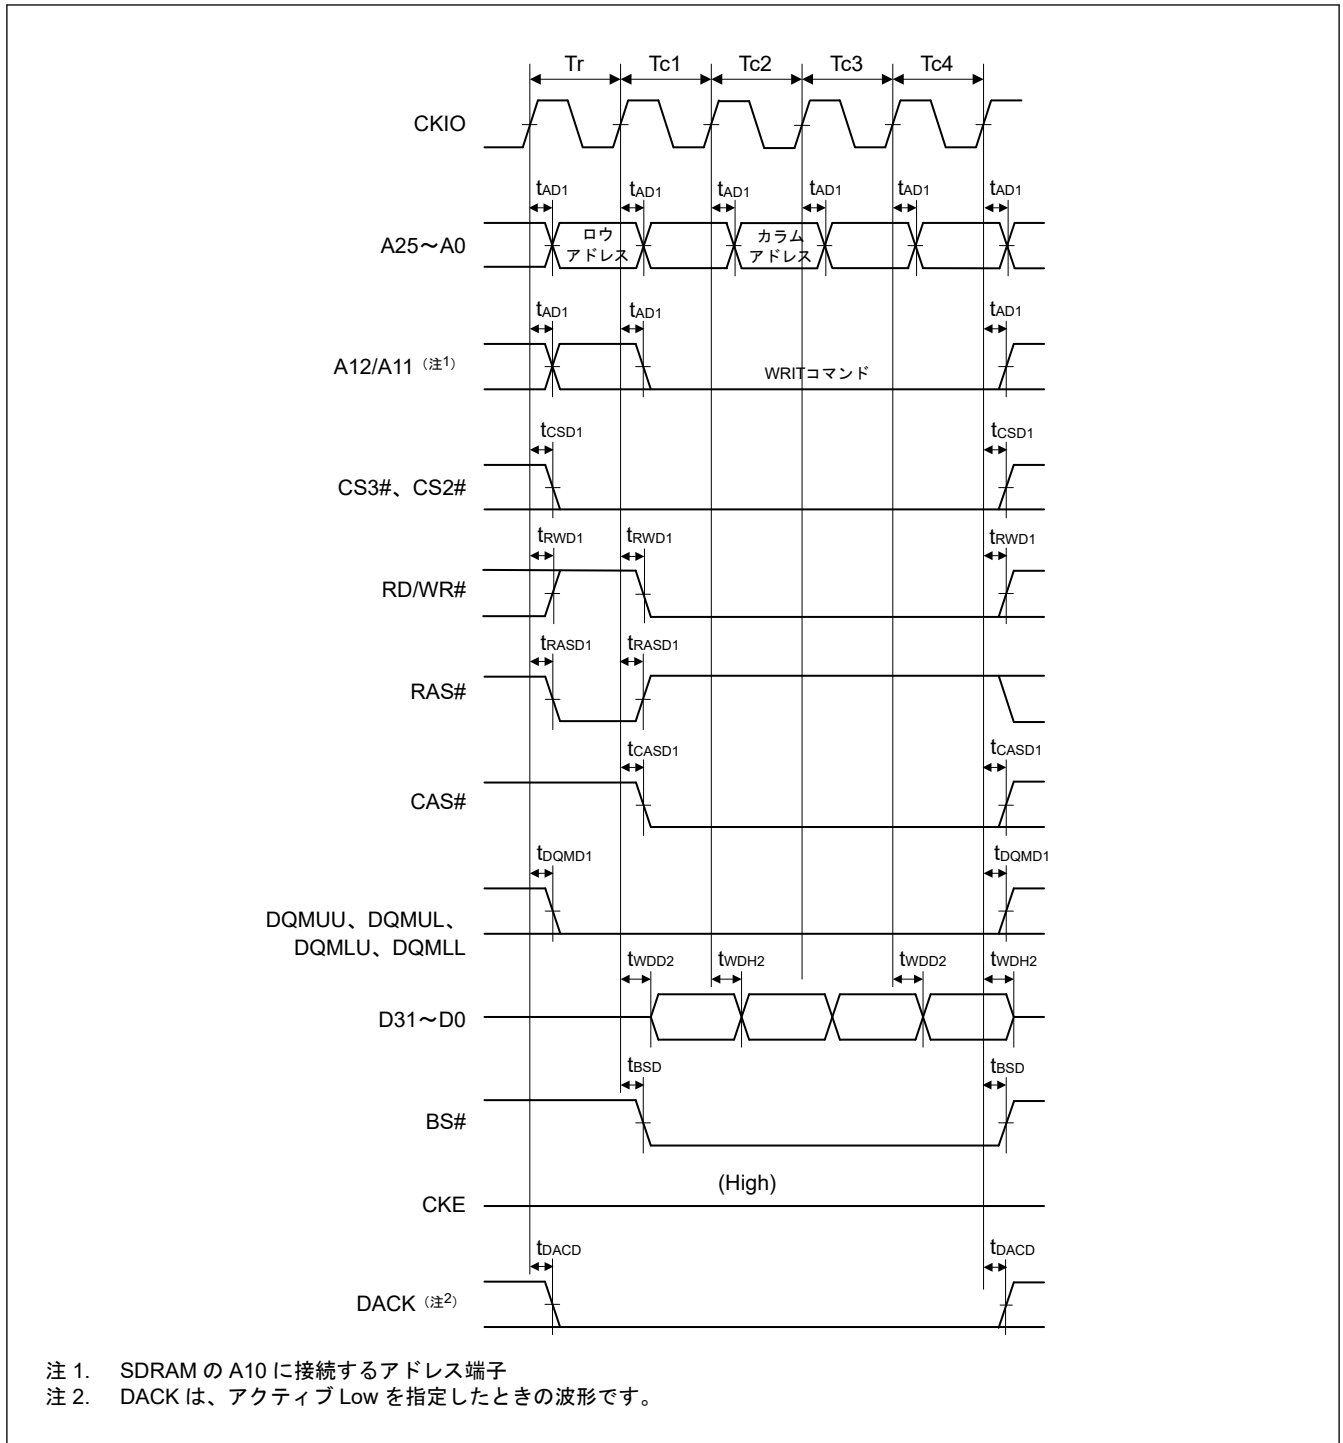 Tr Tc1 Tc2 Tc3 Tc4
CKIO
tAD1 tAD1 tAD1 tAD1 tAD1 tAD1
A25～A0
ロウ
アドレス
カラム
アドレス
tAD1 tAD1 tAD1
A12/A11（注1）
WRITコマンド
tCSD1 tCSD1
CS3#、CS2#
tRWD1 tRWD1 tRWD1
RD/WR#
tRASD1 tRASD1
RAS#
tCASD1 tCASD1
CAS#
tDQMD1 tDQMD1
DQMUU、DQMUL、
DQMLU、DQMLL
tWDD2 tWDH2 tWDD2 tWDH2
D31～D0
tBSD tBSD
BS#
(High)
CKE
tDACD tDACD
DACK（注2）
注 1. SDRAM の A10 に接続するアドレス端子
注 2. DACK は、アクティブ Low を指定したときの波形です。